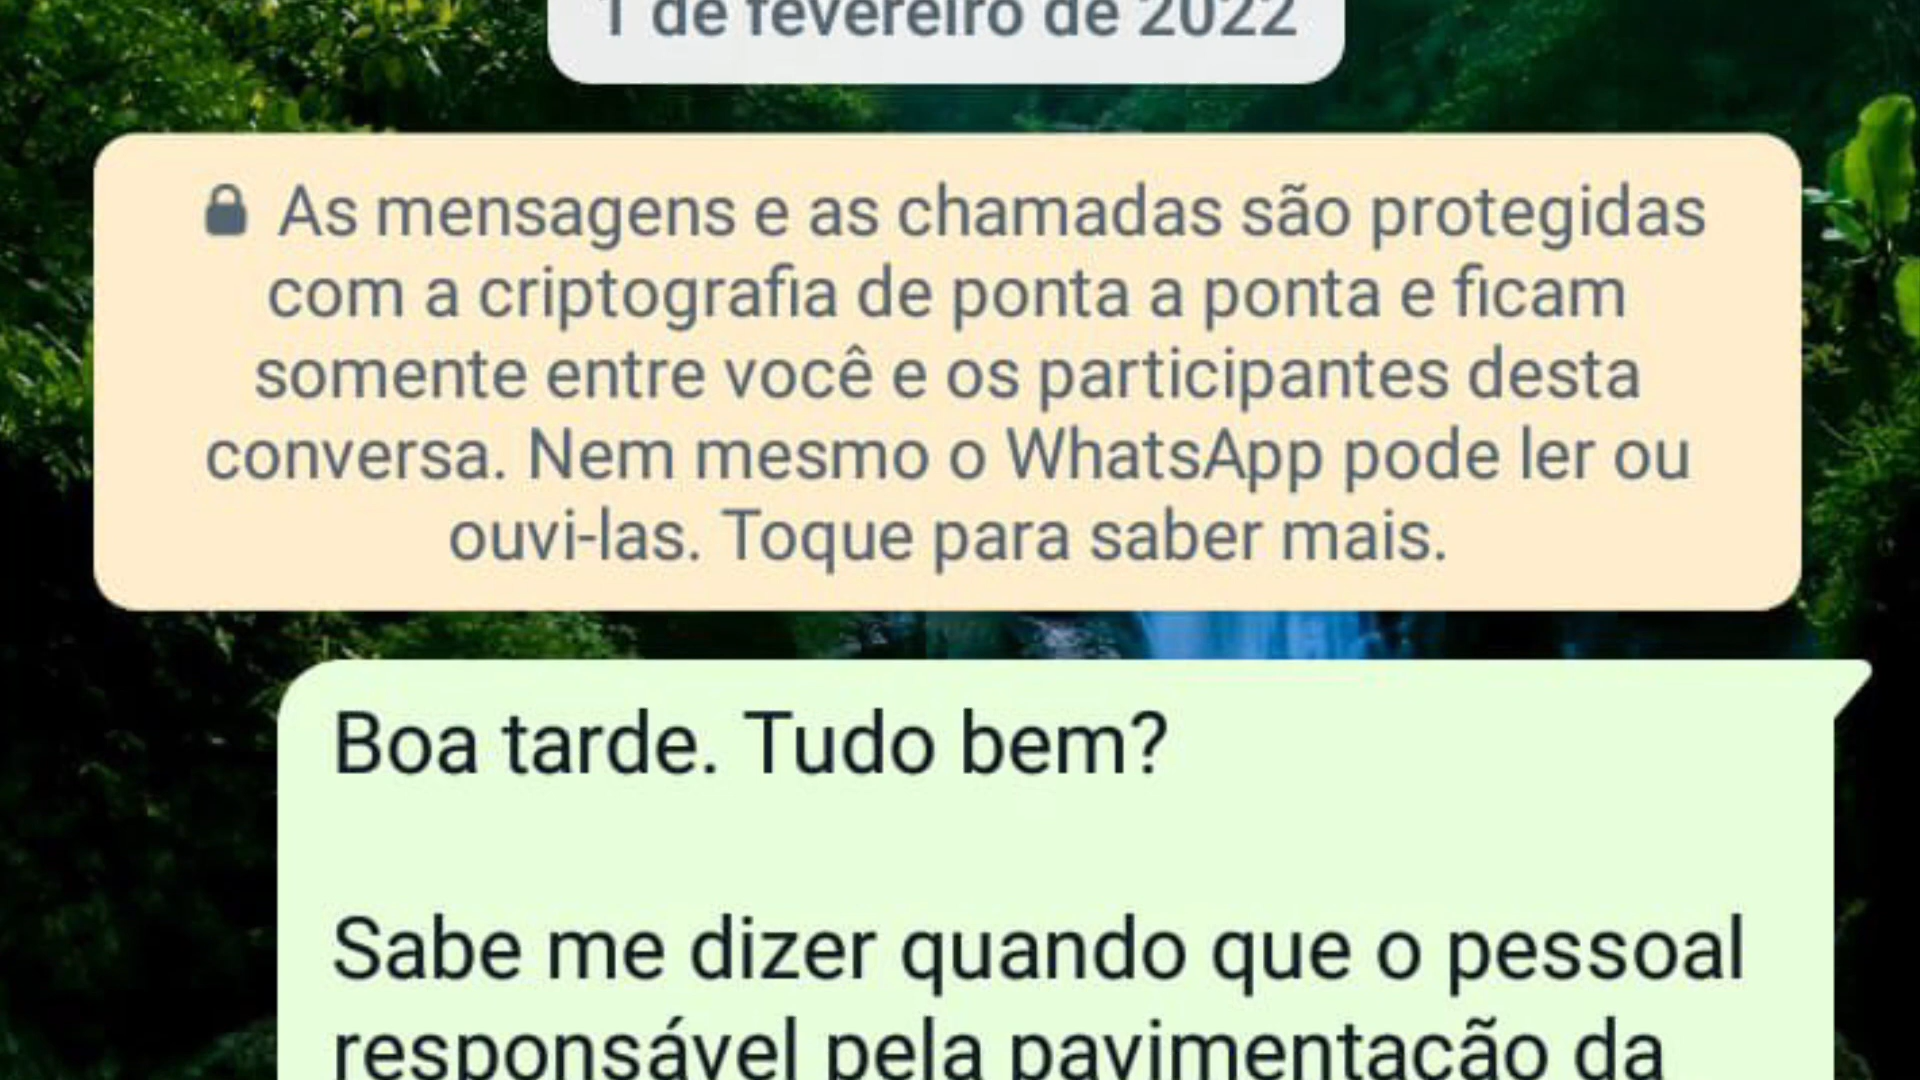 1 de fevereiro de 2022
As mensagens e as chamadas são protegidas
com a criptografia de ponta a ponta e ficam
somente entre você e os participantes desta
conversa. Nem mesmo o WhatsApp pode ler ou
ouvi-las. Toque para saber mais.
Boa tarde. Tudo bem?
Sabe me dizer quando que o pessoal
responsável pela pavimentação da